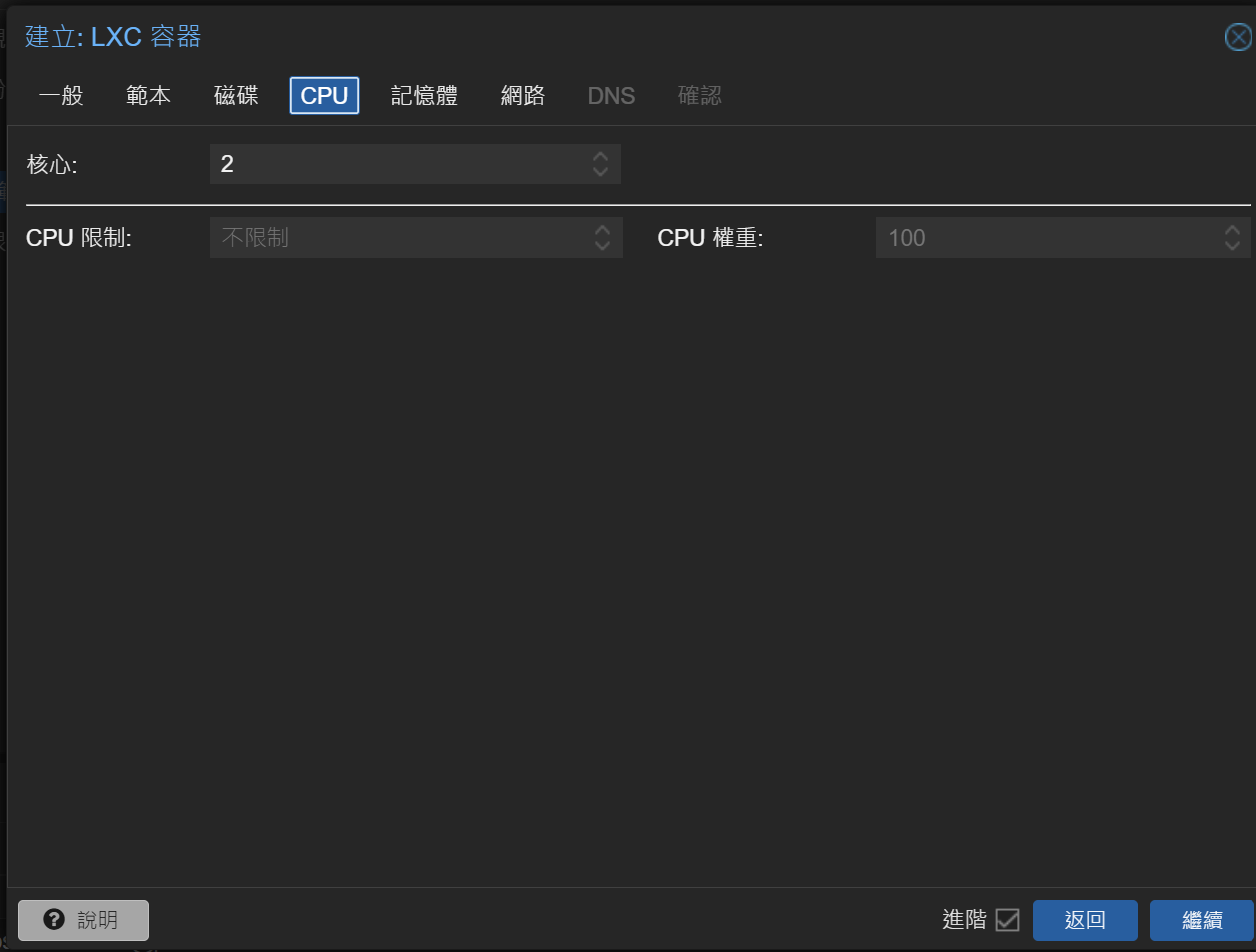 建立: LXC 容器
一般 範本 磁碟 CPU 記憶體 網路 DNS 確認
核心: 2
CPU 限制: 不限制 CPU 權重: 100
說明 進階 返回 繼續